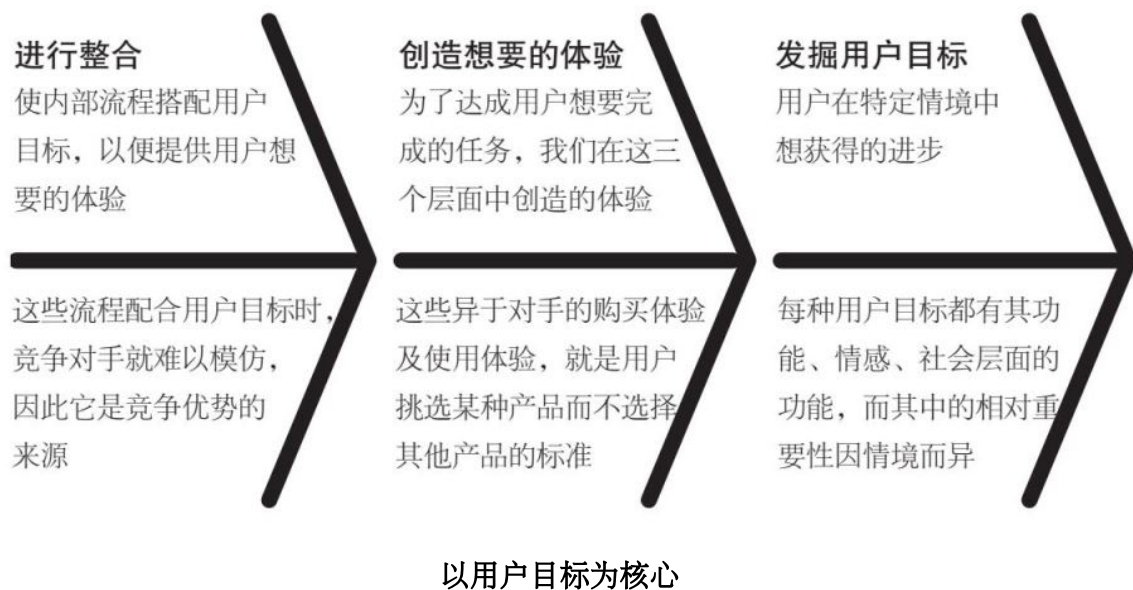 进行整合
使内部流程搭配用户
目标，以便提供用户想
要的体验
这些流程配合用户目标时，
竞争对手就难以模仿，
因此它是竞争优势的
来源
创造想要的体验
为了达成用户想要完
成的任务，我们在这三
个层面中创造的体验
这些异于对手的购买体验
及使用体验，就是用户
挑选某种产品而不选择
其他产品的标准
发掘用户目标
用户在特定情境中
想获得的进步
每种用户目标都有其功
能、情感、社会层面的
功能，而其中的相对重
要性因情境而异
以用户目标为核心